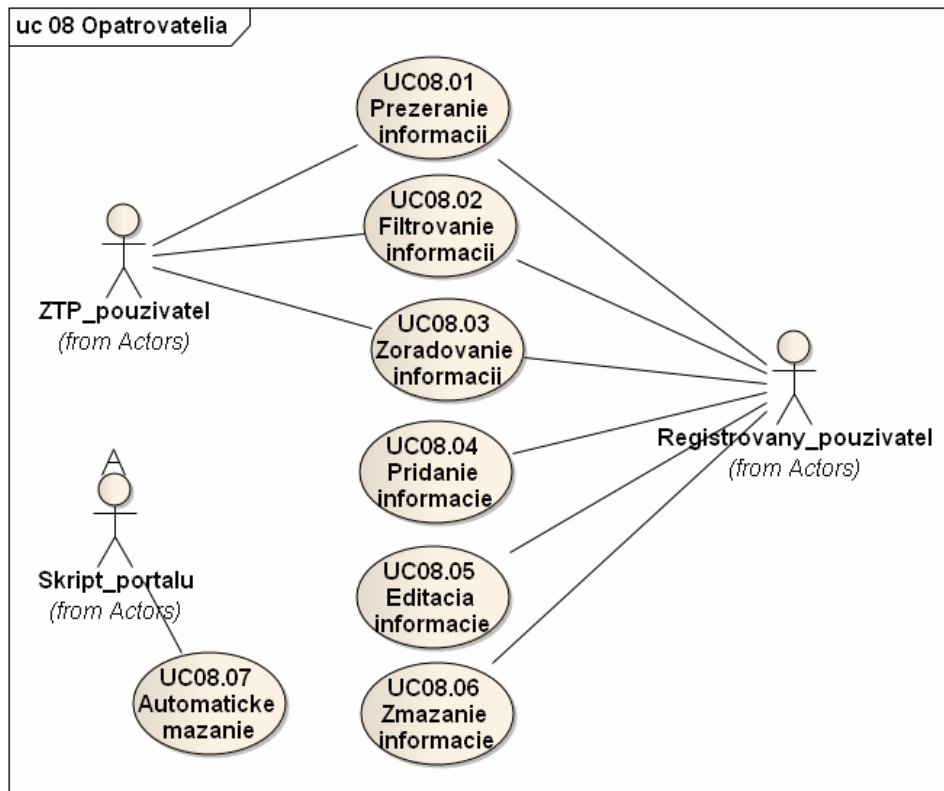 uc 08 Opatrovatelia
UC08.01
Prezeranie
informacii
UC08.02
Filtrovanie
informacii
ZTP_pouzivatel
(from Actors)
UC08.03
Zoradovanie
informacii
Registrovany_pouzivatel
(from Actors)
UC08.04
Pridanie
informacie
Skript_portalu
(from Actors)
UC08.05
Editacia
informacie
UC08.07
Automaticke
mazanie
UC08.06
Zmazanie
informacie